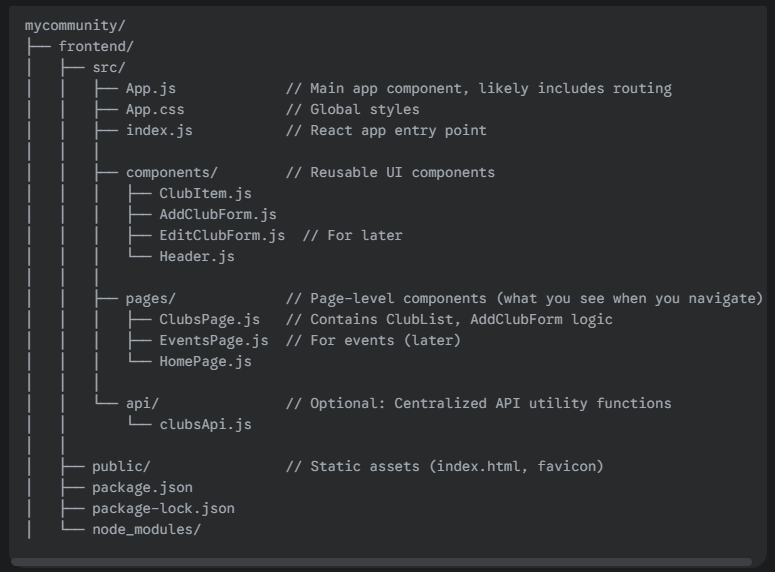 mycommunity/
├── frontend/
│   ├── src/
│   │   ├── App.js             // Main app component, likely includes routing
│   │   ├── App.css            // Global styles
│   │   ├── index.js           // React app entry point
│   │   │
│   │   ├── components/        // Reusable UI components
│   │   │   ├── ClubItem.js
│   │   │   ├── AddClubForm.js
│   │   │   ├── EditClubForm.js  // For later
│   │   │   └── Header.js
│   │   │
│   │   ├── pages/             // Page-level components (what you see when you navigate)
│   │   │   ├── ClubsPage.js   // Contains ClubList, AddClubForm logic
│   │   │   ├── EventsPage.js  // For events (later)
│   │   │   └── HomePage.js
│   │   │
│   │   └── api/               // Optional: Centralized API utility functions
│   │       └── clubsApi.js
│   │
│   ├── public/                // Static assets (index.html, favicon)
│   ├── package.json
│   ├── package-lock.json
│   └── node_modules/